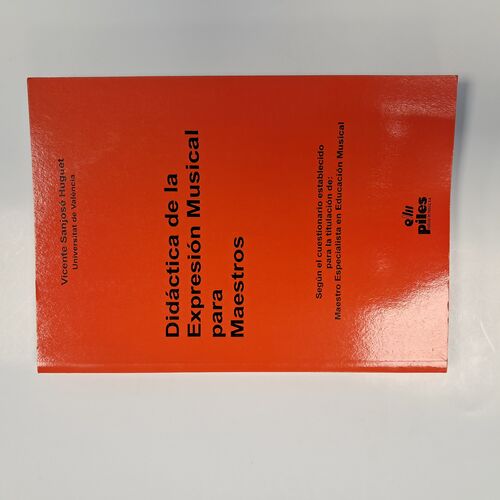 Vicente Sanjosé Huguet
Universitat de València
Didáctica de la
Expresión Musical
para
Maestros
Según el cuestionario establecido
para la titulación de:
Maestro Especialista en Educación Musical
piles